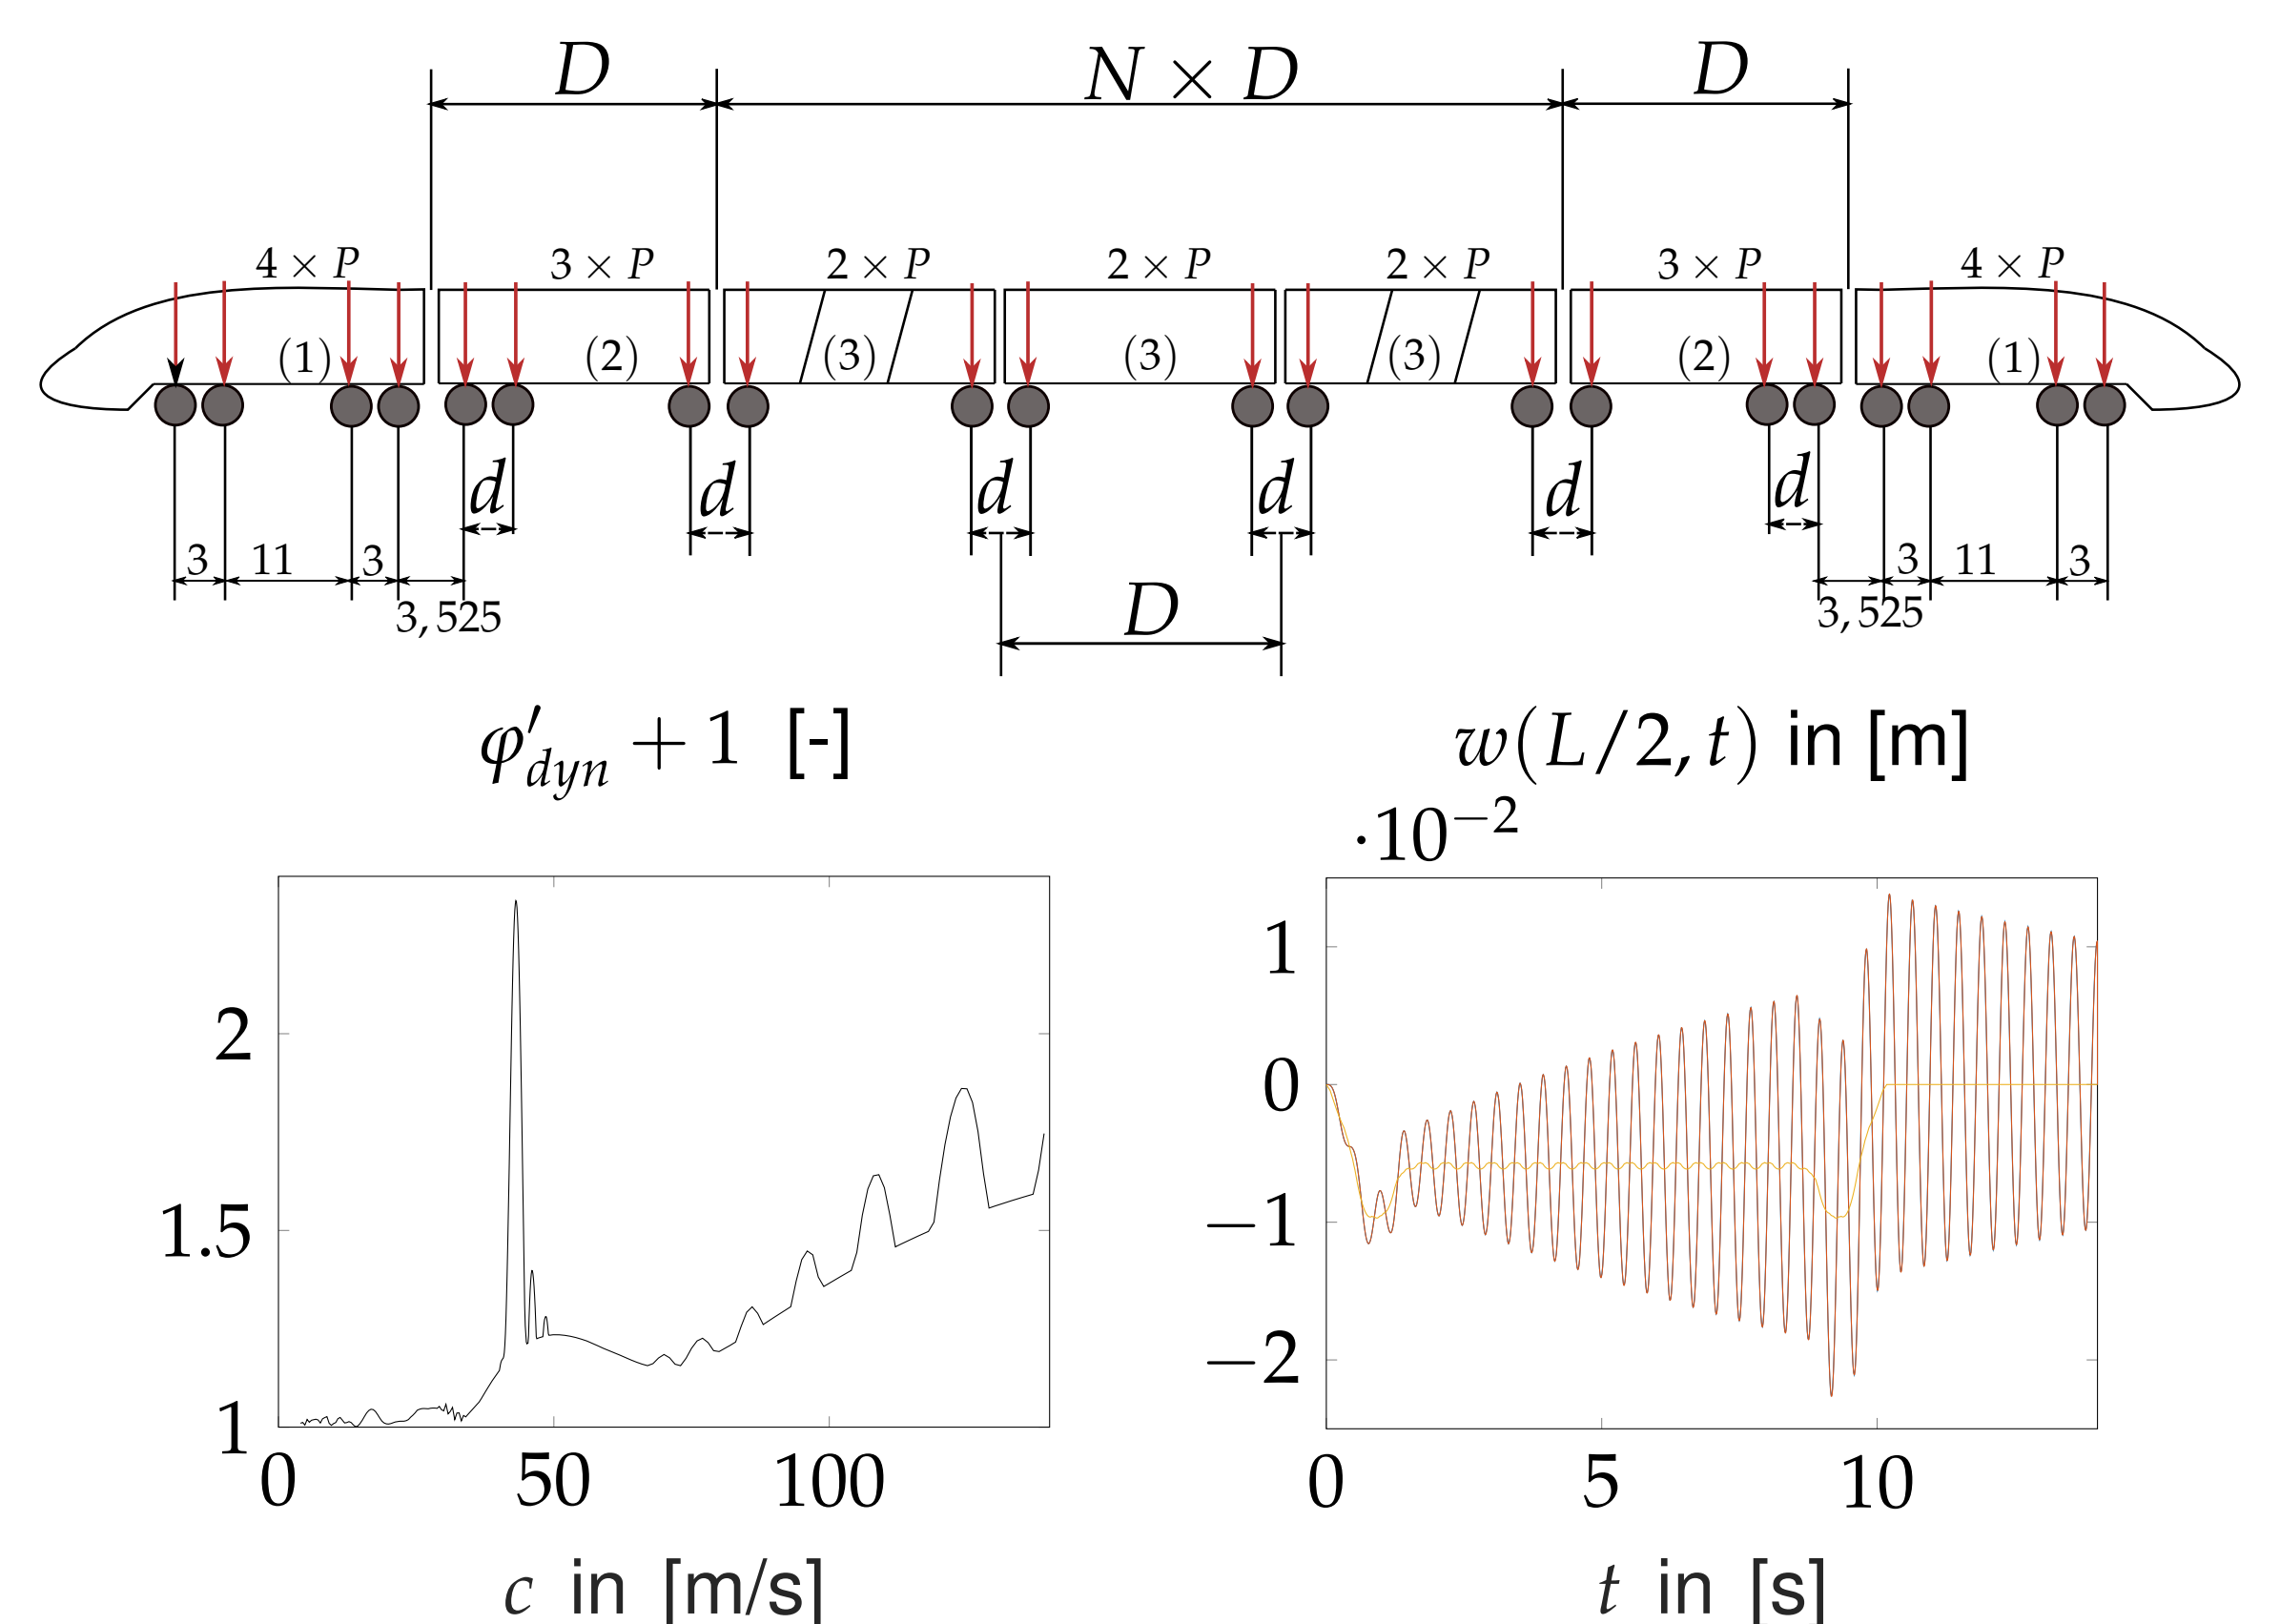 D N × D D
4 × P 3 × P 2 × P 2 × P 2 × P 3 × P 4 × P
(1) (2) (3) (3) (3) (2) (1)
d d d d d d
3 11 3 3 11 3
3,525 3,525
D
φ′dyn + 1 [-]
w(L/2, t) in [m]
·10−2
2
1.5
1
0 50 100
c in [m/s]
1
0
−1
−2
0 5 10
t in [s]